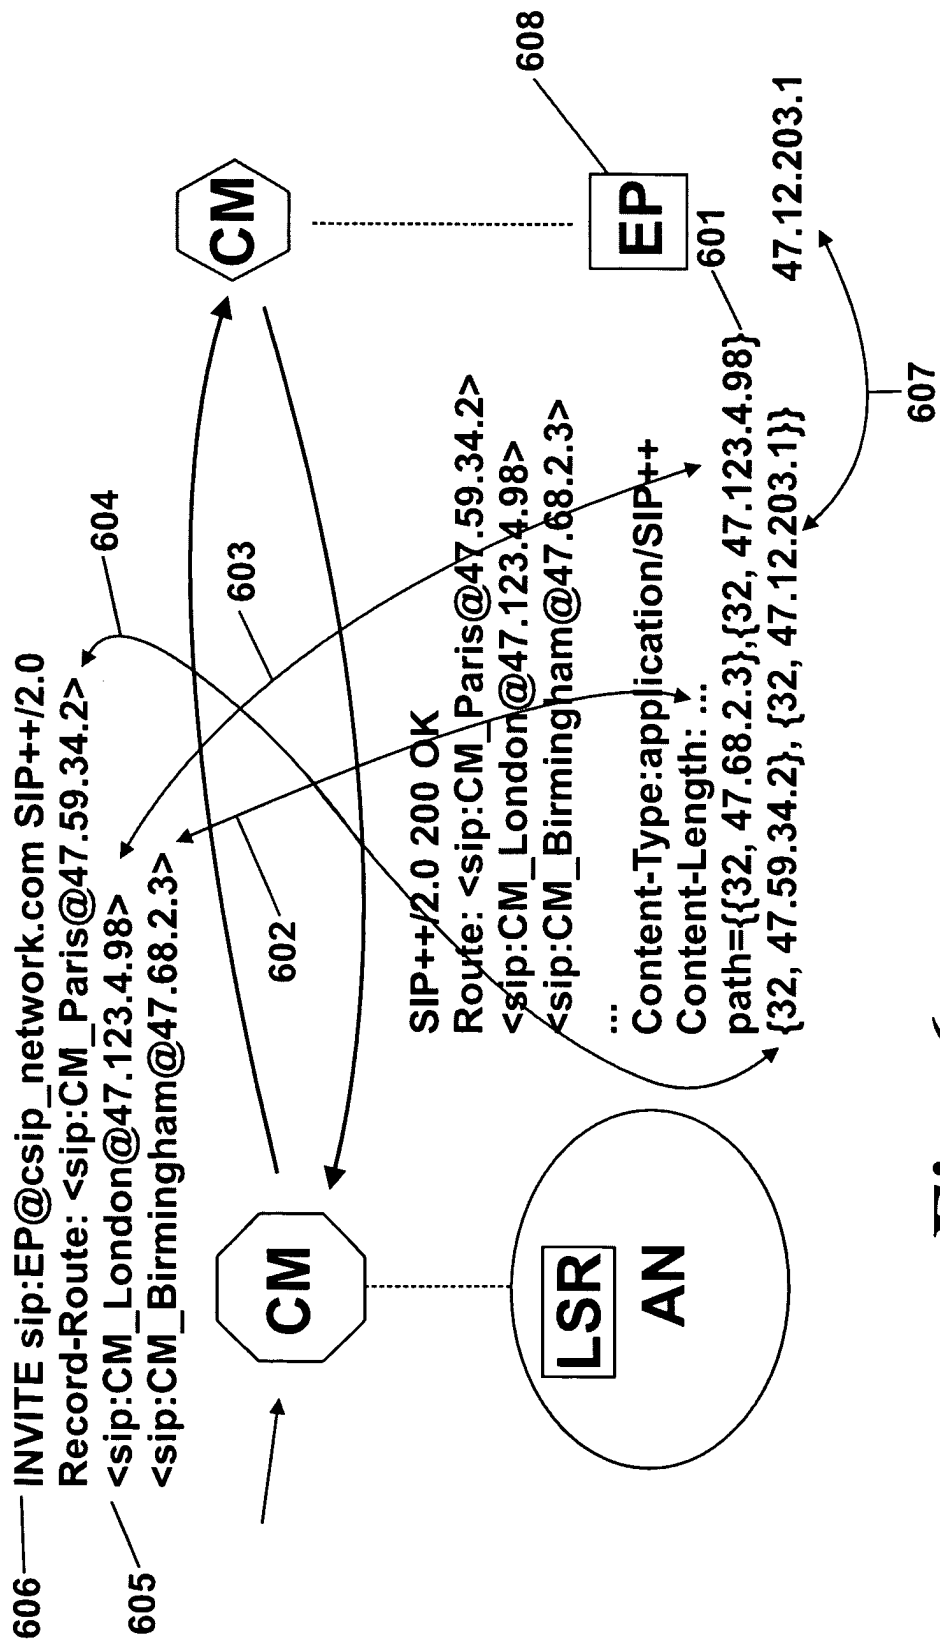 606
INVITE sip:EP@csip_network.com SIP++/2.0
Record-Route: <sip:CM_Paris@47.59.34.2>
<sip:CM_London@47.123.4.98>
<sip:CM_Birmingham@47.68.2.3>
605
604
603
602
CM
CM
SIP++/2.0 200 OK
Route: <sip:CM_Paris@47.59.34.2>
<sip:CM_London@47.123.4.98>
<sip:CM_Birmingham@47.68.2.3>
...
Content-Type:application/SIP++
Content-Length: ...
path={{32, 47.68.2.3},{32, 47.123.4.98}
{32, 47.59.34.2}, {32, 47.12.203.1}}
LSR
AN
EP
608
601
47.12.203.1
607